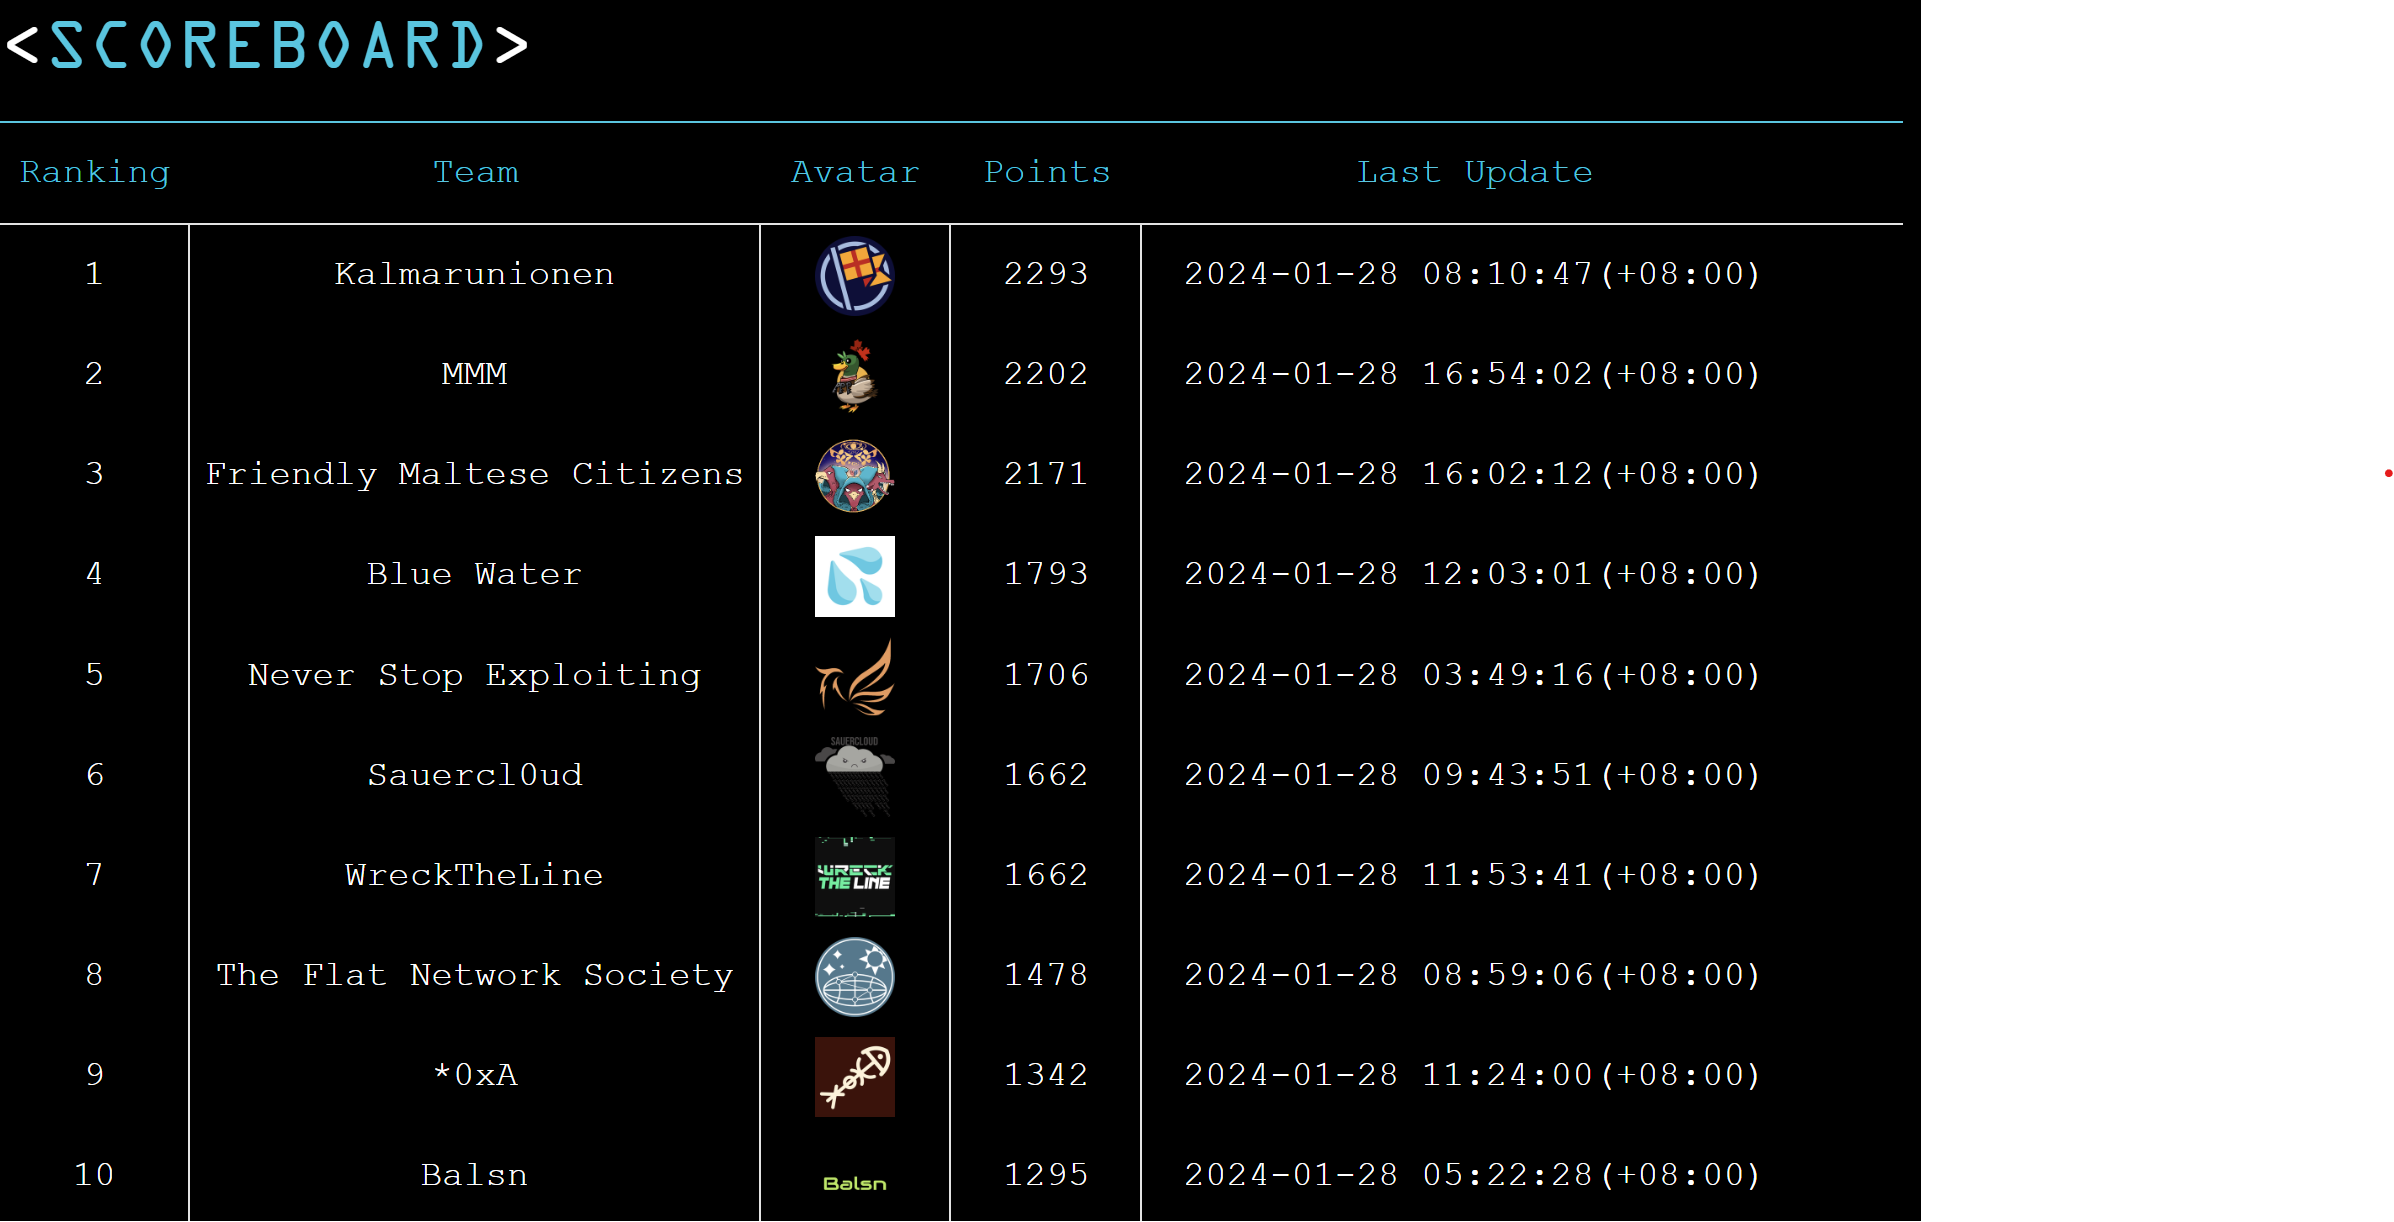 <SCOREBOARD>
Ranking Team Avatar Points Last Update
1 Kalmarunionen 2293 2024-01-28 08:10:47(+08:00)
2 MMM 2202 2024-01-28 16:54:02(+08:00)
3 Friendly Maltese Citizens 2171 2024-01-28 16:02:12(+08:00)
4 Blue Water 1793 2024-01-28 12:03:01(+08:00)
5 Never Stop Exploiting 1706 2024-01-28 03:49:16(+08:00)
SAUERCLOUD
6 Sauercl0ud 1662 2024-01-28 09:43:51(+08:00)
WRECK
THE LINE
7 WreckTheLine 1662 2024-01-28 11:53:41(+08:00)
8 The Flat Network Society 1478 2024-01-28 08:59:06(+08:00)
9 *0xA 1342 2024-01-28 11:24:00(+08:00)
10 Balsn Balsn 1295 2024-01-28 05:22:28(+08:00)